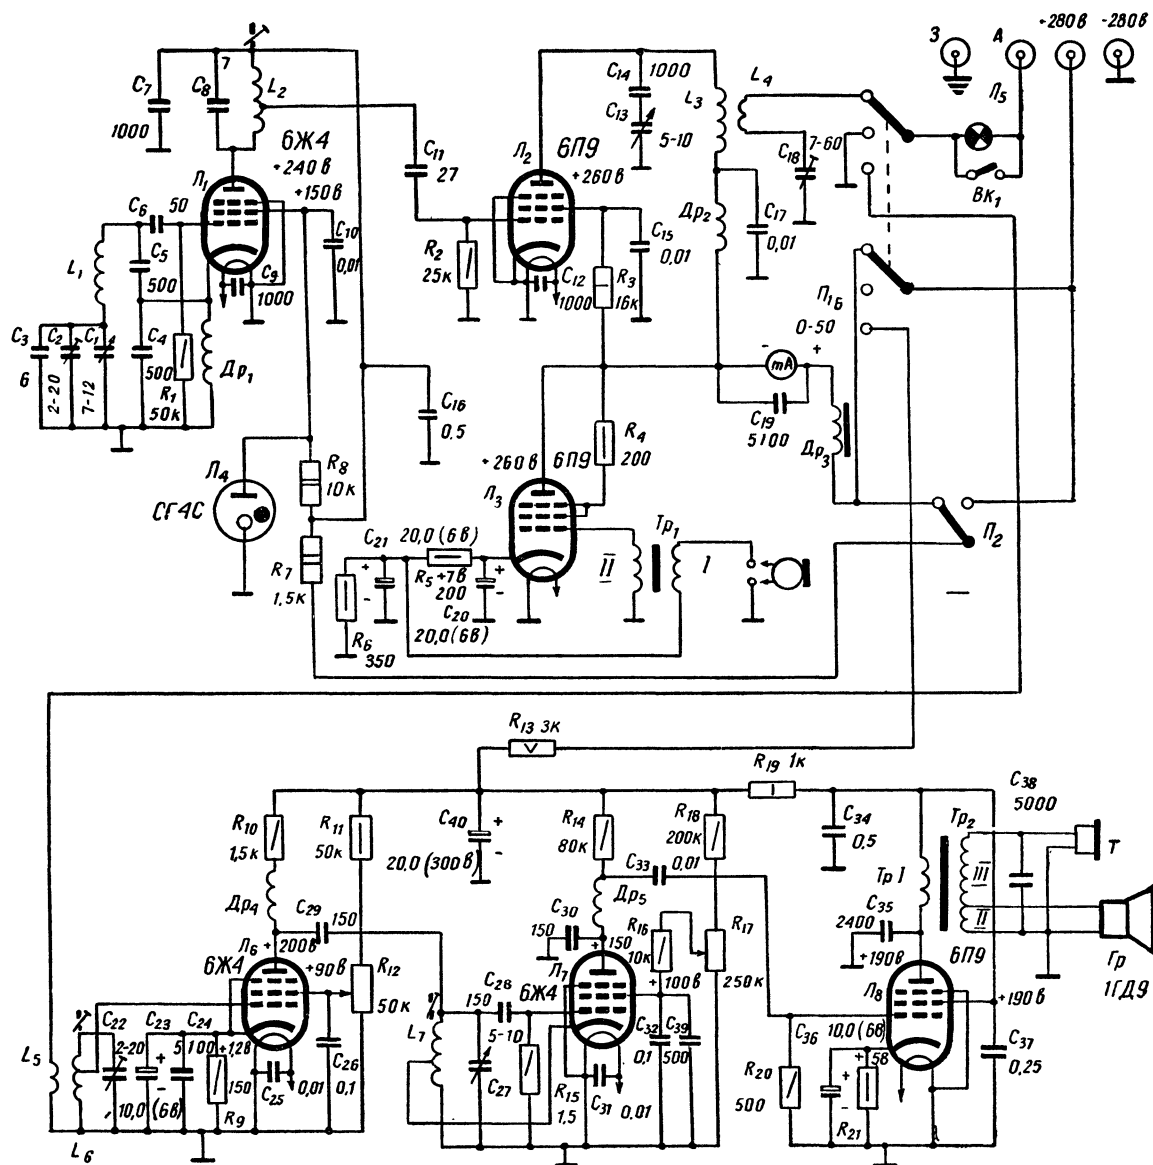 З
А
+280в
-280в
7
C7
1000
C8
L2
6Ж4
+240в
+150в
C14
1000
C13
5-10
L3
L4
Л5
Вк1
C18
7-60
Л1
C11
27
Л2
6П9
+260в
C6
50
C5
500
L1
C10
0,01
C9
1000
R2
25к
C12
1000
R3
16к
C15
0,01
Др2
C17
0,01
П1Б
0-50
C3
6
C2
2-20
C1
7-12
C4
500
R1
50к
Др1
-
mA
+
C19
5100
Др3
C16
0,5
R4
200
Л4
СГ4С
R8
10к
+260в
6П9
Л3
R7
1,5к
C21
20,0 (6в)
+
-
R5
+7в
200
+
-
C20
20,0 (6в)
R6
350
II
Тр1
I
П2
R13 3к
R19 1к
R10
1,5к
R11
50к
C40
+
-
20,0 (300в)
R14
80к
C33
0,01
R18
200к
C34
0,5
Тр2
C38
5000
Т
Др4
C29
150
Др5
C30
150
+150
R16
10к
R17
250к
Тр I
III
II
C35
2400
+190в
6П9
Гр
1ГД9
Л6
+200в
6Ж4
+90в
R12
50к
Л7
6Ж4
+100в
Л8
+190в
L5
C22
2-20
C23
+
10,0 (6в)
C24
5100
+1,28
150
R9
C25
0,01
C26
0,1
L7
C28
150
5-10
C27
R15
1,5
C31
0,01
C32
0,1
C39
500
C36
10,0 (6в)
R20
500
+
-
58
R21
C37
0,25
L6